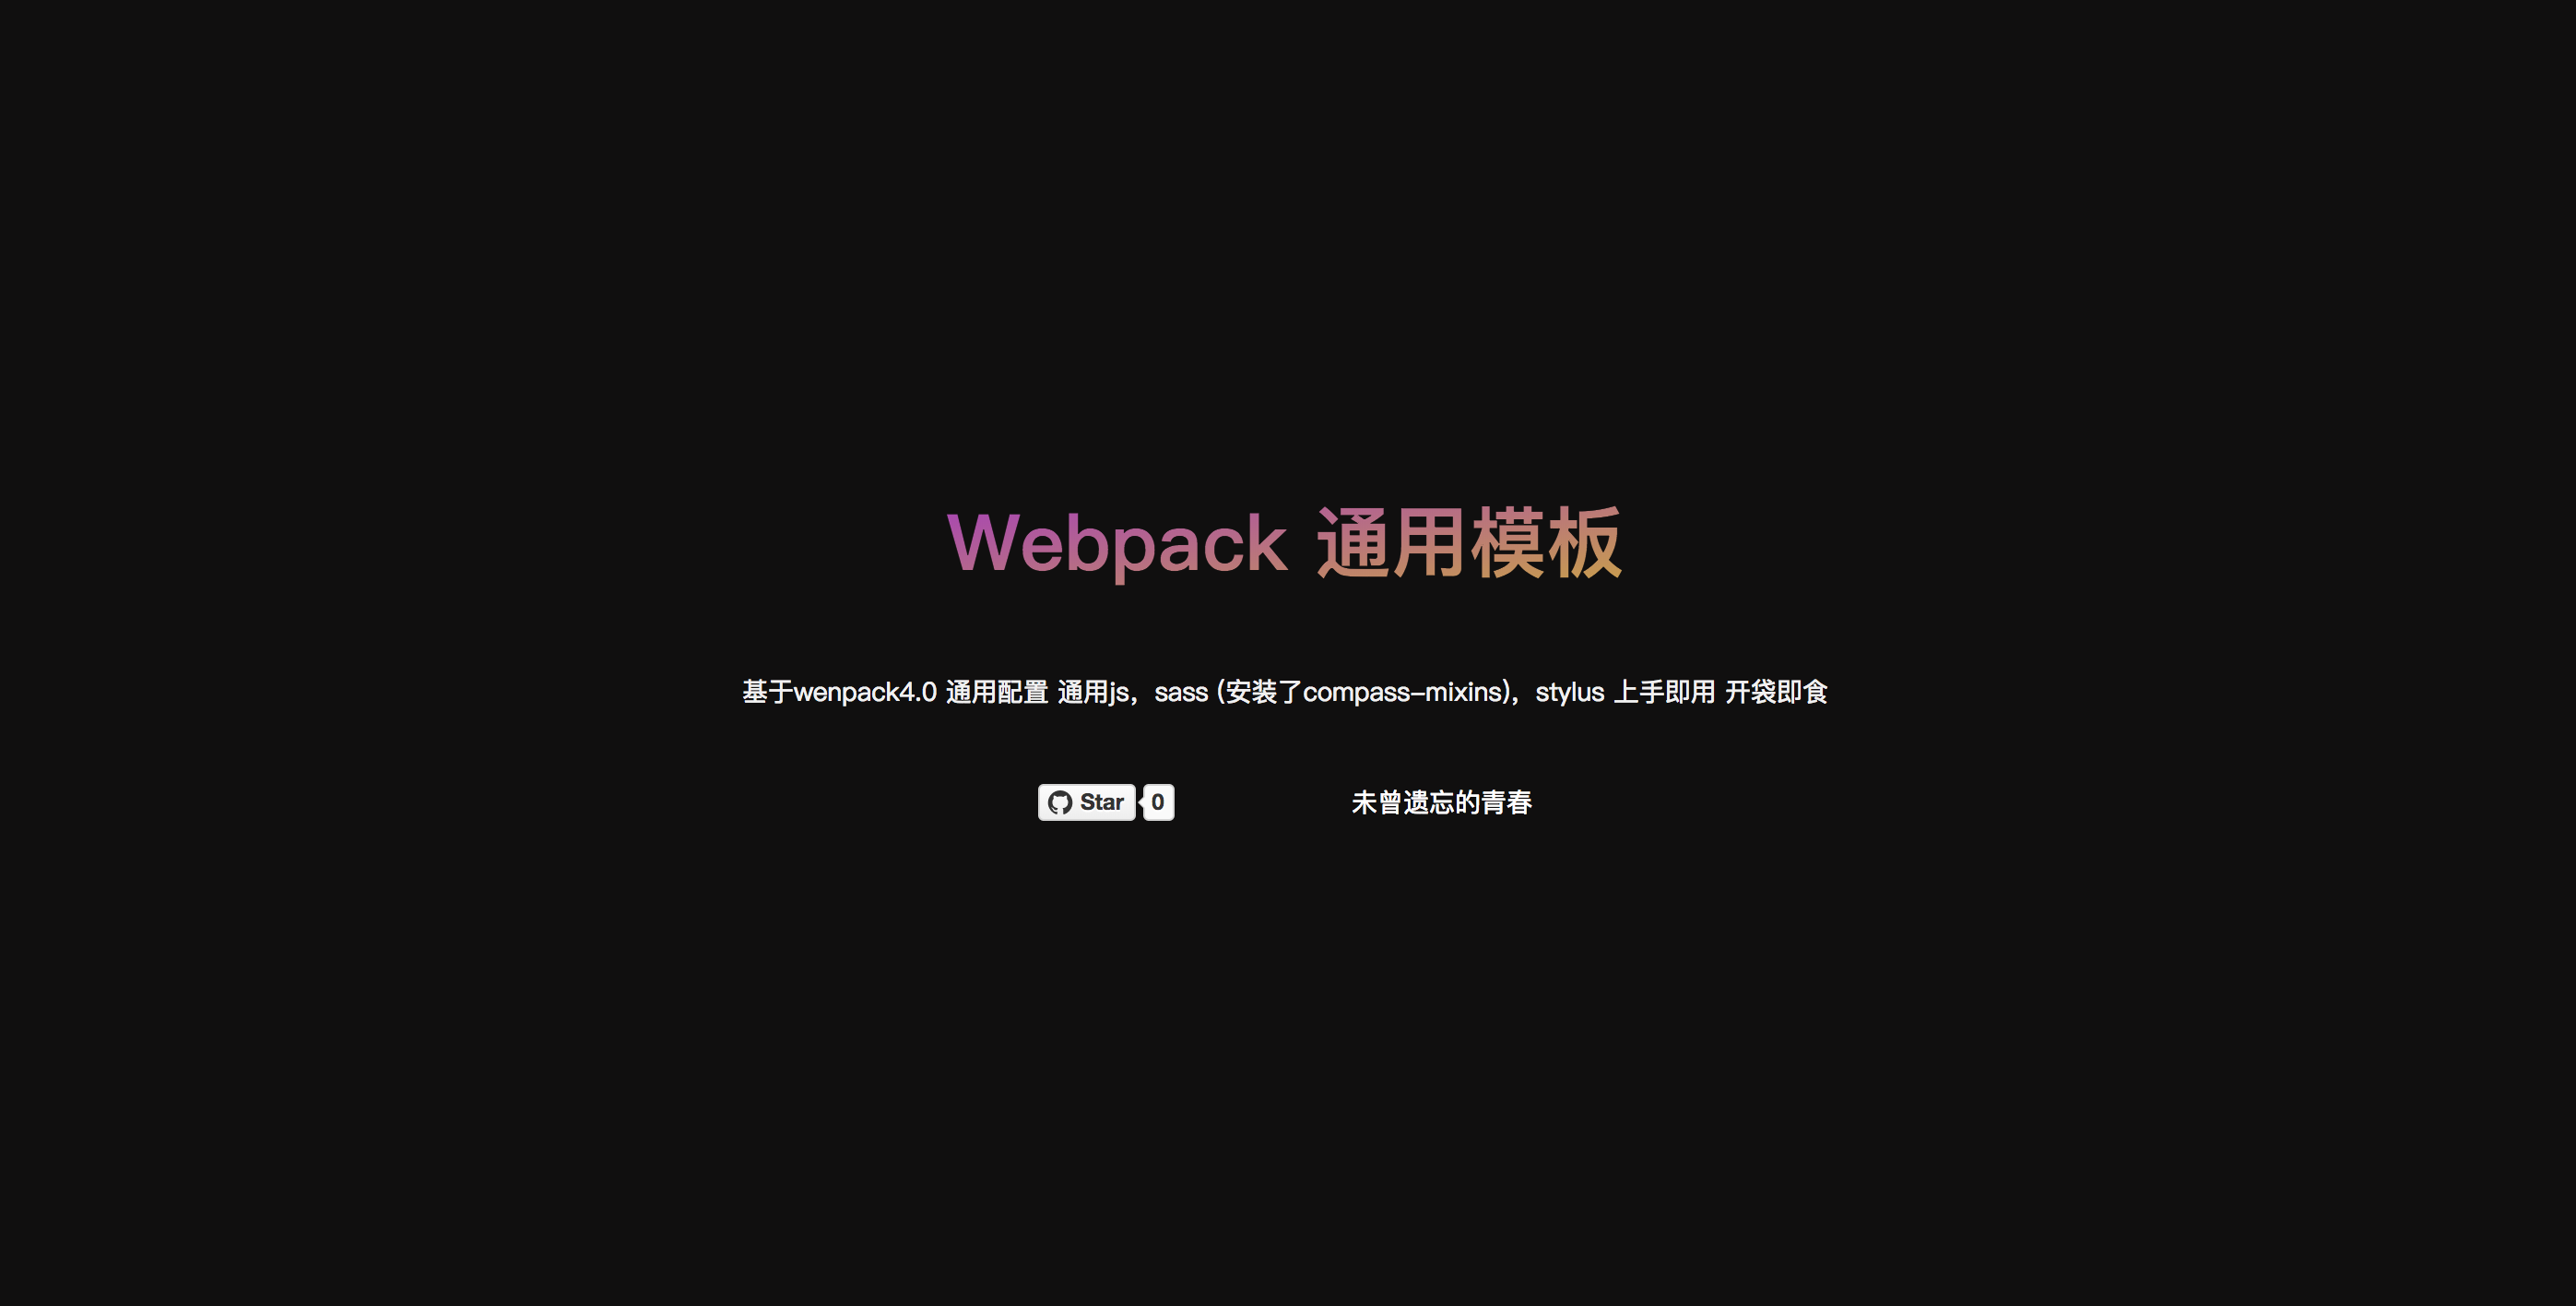 Webpack 通用模板
基于wenpack4.0 通用配置 通用js，sass (安装了compass-mixins)，stylus 上手即用 开袋即食
Star 0 未曾遗忘的青春